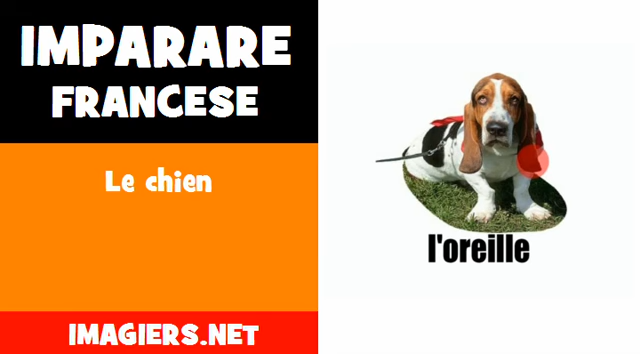 IMPARARE
FRANCESE
Le chien
IMAGIERS.NET
l'oreille